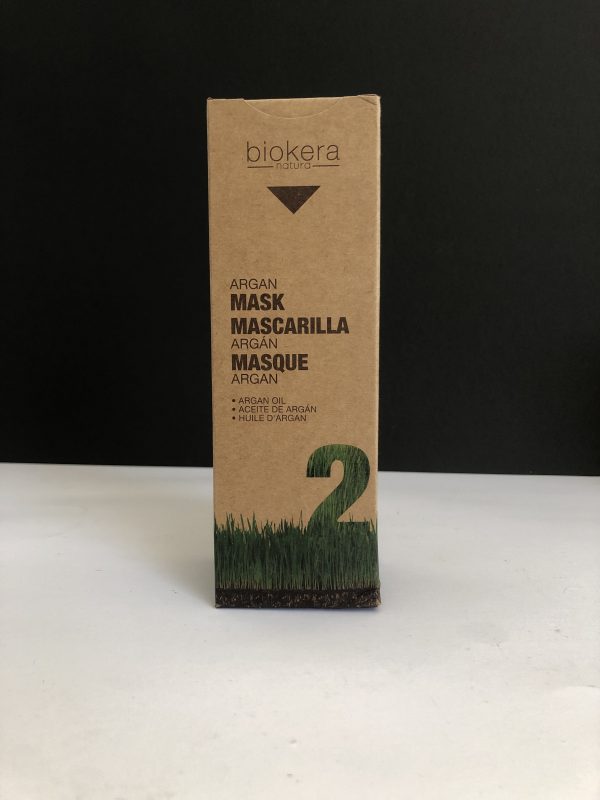 biokera
natura
ARGAN
MASK
MASCARILLA
ARGÁN
MASQUE
ARGAN
• ARGAN OIL
• ACEITE DE ARGÁN
• HUILE D'ARGAN
2